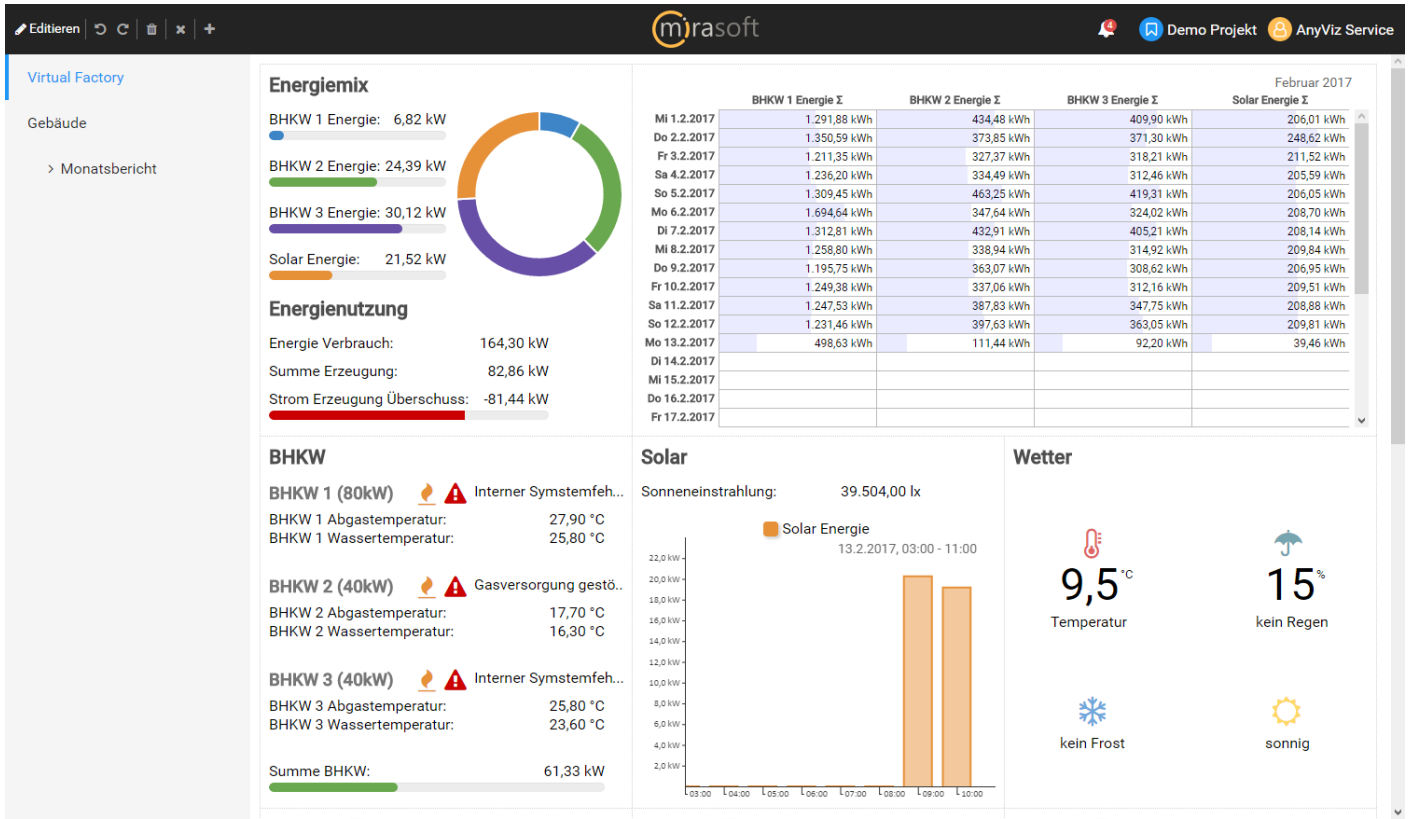 Editieren
mirasoft
4
Demo Projekt
AnyViz Service
Virtual Factory
Gebäude
Monatsbericht
Energiemix
BHKW 1 Energie: 6,82 kW
BHKW 2 Energie: 24,39 kW
BHKW 3 Energie: 30,12 kW
Solar Energie: 21,52 kW
Energienutzung
Energie Verbrauch: 164,30 kW
Summe Erzeugung: 82,86 kW
Strom Erzeugung Überschuss: -81,44 kW
Februar 2017
BHKW 1 Energie Σ BHKW 2 Energie Σ BHKW 3 Energie Σ Solar Energie Σ
Mi 1.2.2017 1.291,88 kWh 434,48 kWh 409,90 kWh 206,01 kWh
Do 2.2.2017 1.350,59 kWh 373,85 kWh 371,30 kWh 248,62 kWh
Fr 3.2.2017 1.211,35 kWh 327,37 kWh 318,21 kWh 211,52 kWh
Sa 4.2.2017 1.236,20 kWh 334,49 kWh 312,46 kWh 205,59 kWh
So 5.2.2017 1.309,45 kWh 463,25 kWh 419,31 kWh 206,05 kWh
Mo 6.2.2017 1.694,64 kWh 347,64 kWh 324,02 kWh 208,70 kWh
Di 7.2.2017 1.312,81 kWh 432,91 kWh 405,21 kWh 208,14 kWh
Mi 8.2.2017 1.258,80 kWh 338,94 kWh 314,92 kWh 209,84 kWh
Do 9.2.2017 1.195,75 kWh 363,07 kWh 308,62 kWh 206,95 kWh
Fr 10.2.2017 1.249,38 kWh 337,06 kWh 312,16 kWh 209,51 kWh
Sa 11.2.2017 1.247,53 kWh 387,83 kWh 347,75 kWh 208,88 kWh
So 12.2.2017 1.231,46 kWh 397,63 kWh 363,05 kWh 209,81 kWh
Mo 13.2.2017 498,63 kWh 111,44 kWh 92,20 kWh 39,46 kWh
Di 14.2.2017
Mi 15.2.2017
Do 16.2.2017
Fr 17.2.2017
BHKW
BHKW 1 (80kW) Interner Symstemfeh...
BHKW 1 Abgastemperatur: 27,90 °C
BHKW 1 Wassertemperatur: 25,80 °C
BHKW 2 (40kW) Gasversorgung gestö..
BHKW 2 Abgastemperatur: 17,70 °C
BHKW 2 Wassertemperatur: 16,30 °C
BHKW 3 (40kW) Interner Symstemfeh...
BHKW 3 Abgastemperatur: 25,80 °C
BHKW 3 Wassertemperatur: 23,60 °C
Summe BHKW: 61,33 kW
Solar
Sonneneinstrahlung: 39.504,00 lx
Solar Energie
13.2.2017, 03:00 - 11:00
22,0 kW
20,0 kW
18,0 kW
16,0 kW
14,0 kW
12,0 kW
10,0 kW
8,0 kW
6,0 kW
4,0 kW
2,0 kW
03:00 04:00 05:00 06:00 07:00 08:00 09:00 10:00
Wetter
9,5 °C
Temperatur
15 %
kein Regen
kein Frost
sonnig